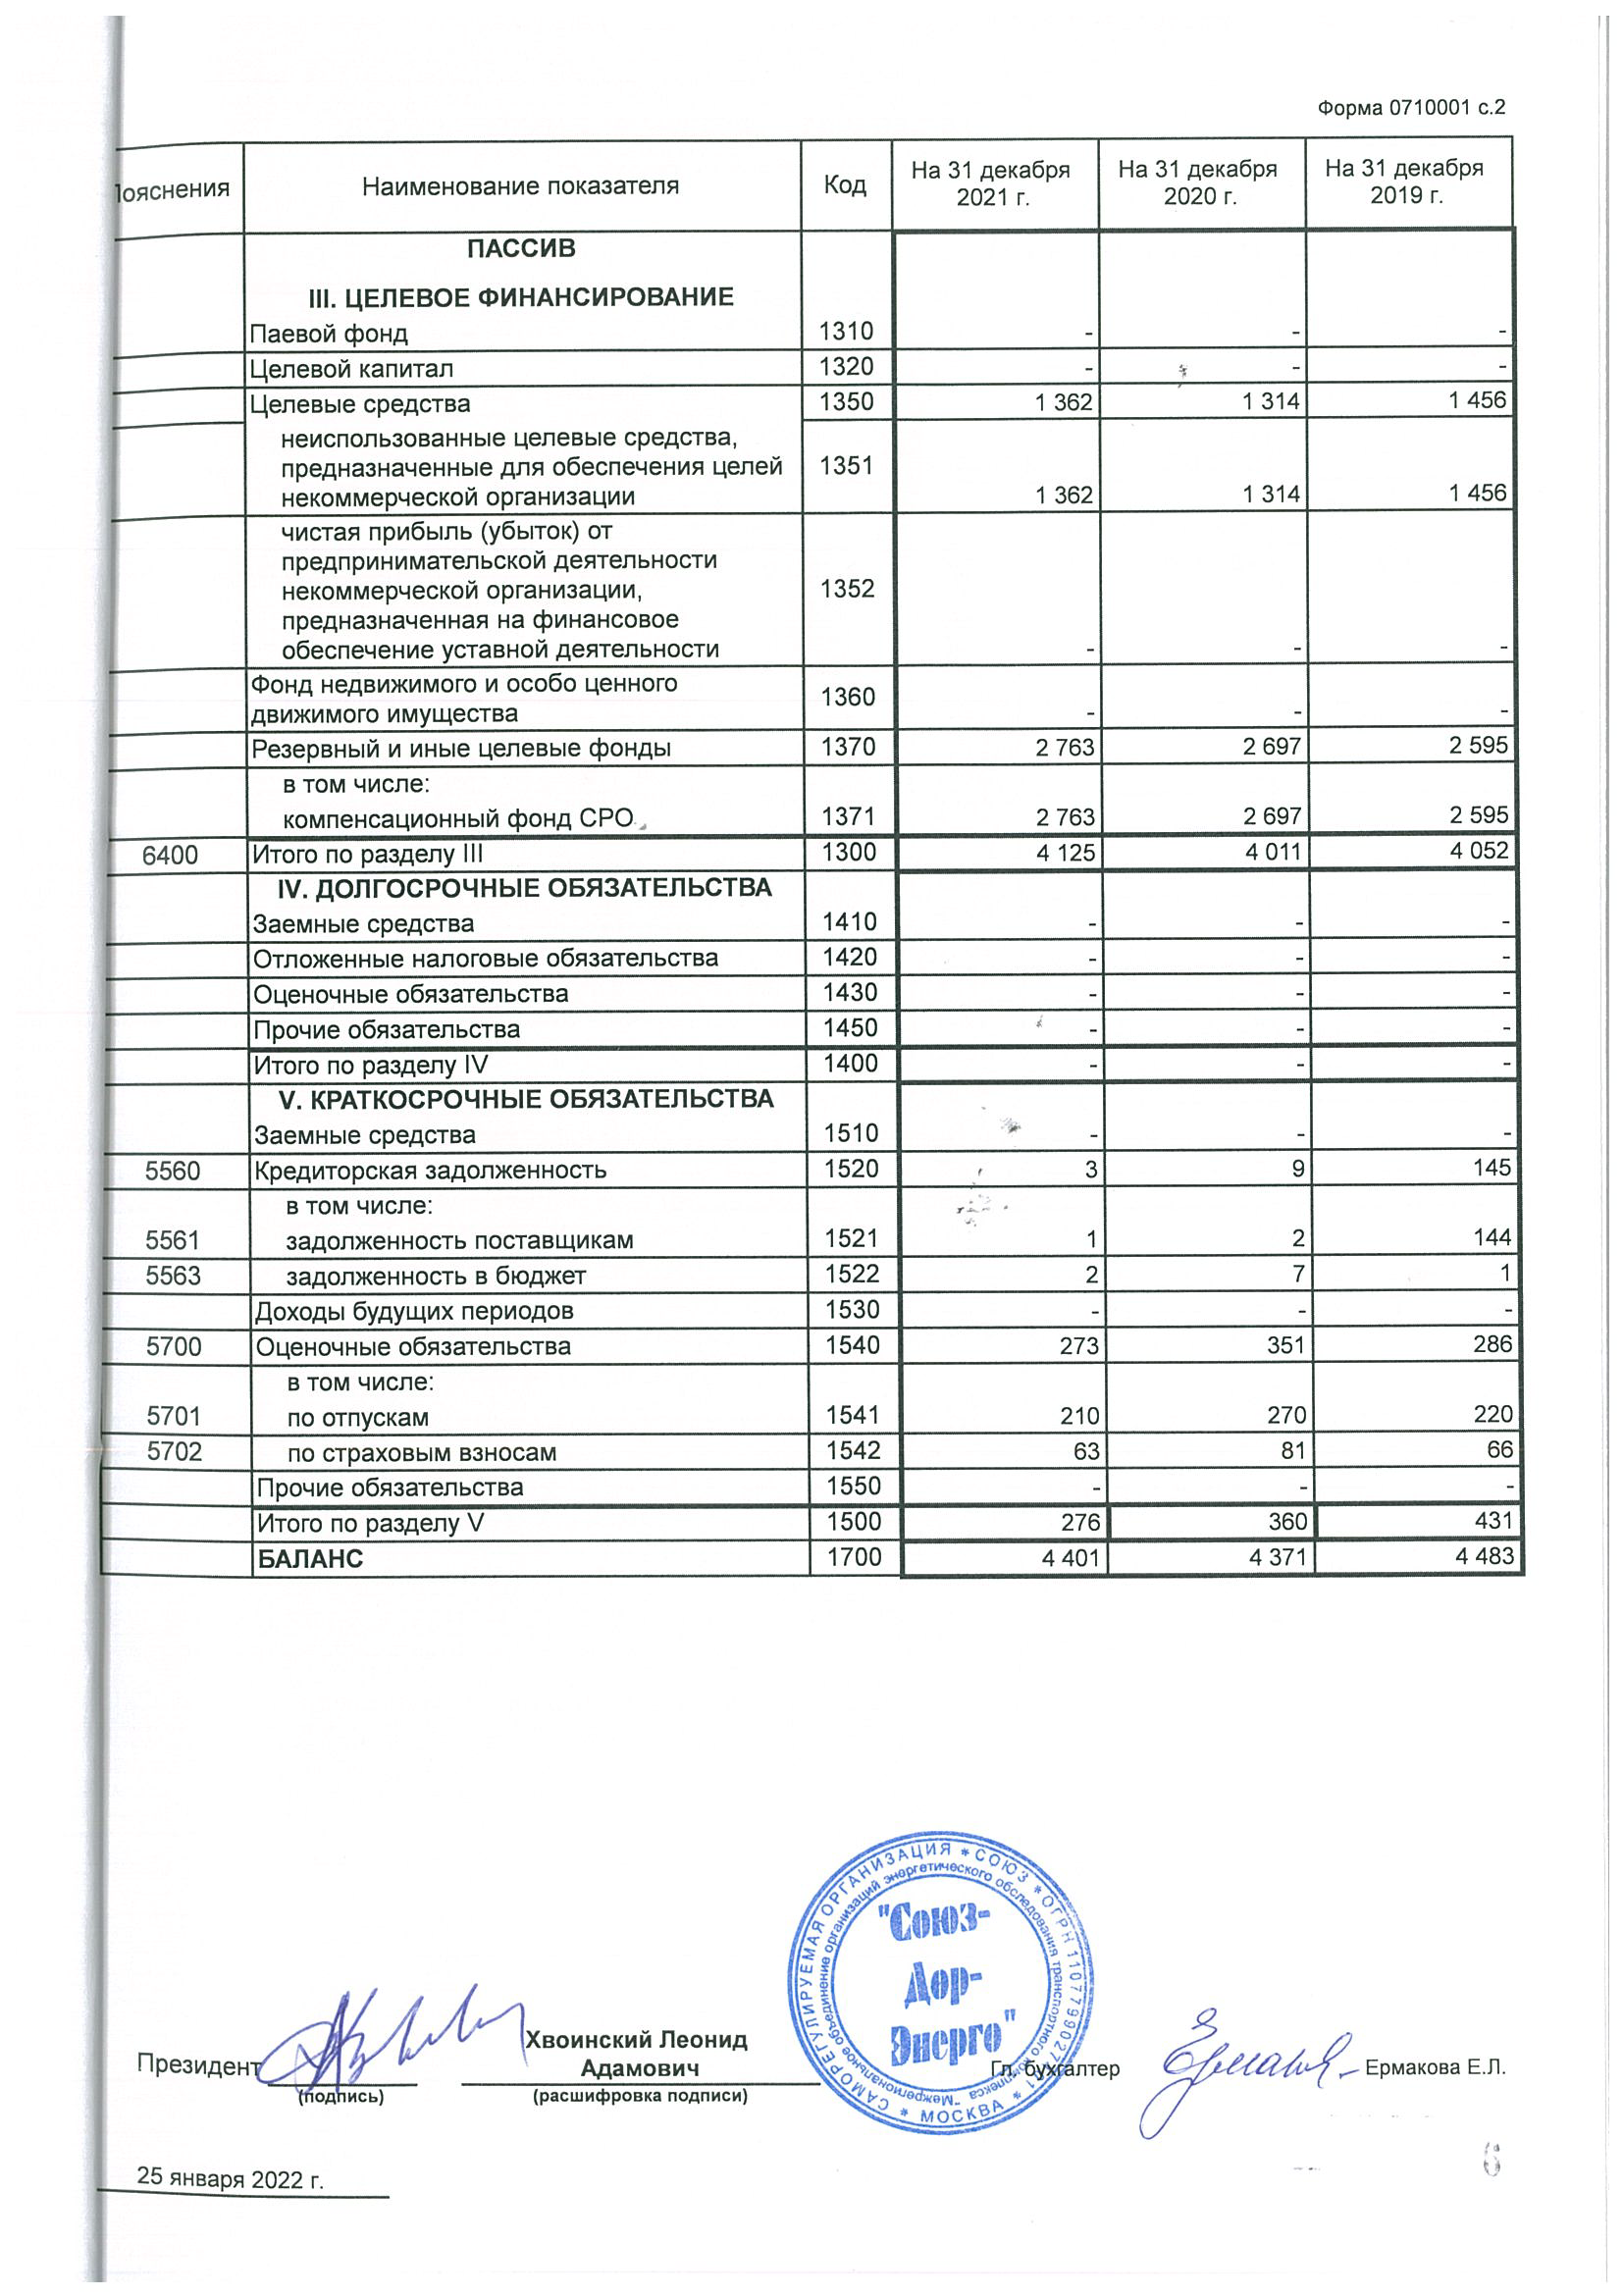 Форма 0710001 с.2
Пояснения Наименование показателя Код На 31 декабря 2021 г. На 31 декабря 2020 г. На 31 декабря 2019 г.
ПАССИВ
III. ЦЕЛЕВОЕ ФИНАНСИРОВАНИЕ
Паевой фонд 1310 - - -
Целевой капитал 1320 - - -
Целевые средства 1350 1 362 1 314 1 456
неиспользованные целевые средства,
предназначенные для обеспечения целей 1351
некоммерческой организации 1 362 1 314 1 456
чистая прибыль (убыток) от
предпринимательской деятельности
некоммерческой организации, 1352
предназначенная на финансовое
обеспечение уставной деятельности - - -
Фонд недвижимого и особо ценного 1360
движимого имущества - - -
Резервный и иные целевые фонды 1370 2 763 2 697 2 595
в том числе:
компенсационный фонд СРО 1371 2 763 2 697 2 595
6400 Итого по разделу III 1300 4 125 4 011 4 052
IV. ДОЛГОСРОЧНЫЕ ОБЯЗАТЕЛЬСТВА
Заемные средства 1410 - - -
Отложенные налоговые обязательства 1420 - - -
Оценочные обязательства 1430 - - -
Прочие обязательства 1450 - - -
Итого по разделу IV 1400 - - -
V. КРАТКОСРОЧНЫЕ ОБЯЗАТЕЛЬСТВА
Заемные средства 1510 - - -
5560 Кредиторская задолженность 1520 3 9 145
в том числе:
5561 задолженность поставщикам 1521 1 2 144
5563 задолженность в бюджет 1522 2 7 1
Доходы будущих периодов 1530 - - -
5700 Оценочные обязательства 1540 273 351 286
в том числе:
5701 по отпускам 1541 210 270 220
5702 по страховым взносам 1542 63 81 66
Прочие обязательства 1550 - - -
Итого по разделу V 1500 276 360 431
БАЛАНС 1700 4 401 4 371 4 483
САМОРЕГУЛИРУЕМАЯ ОРГАНИЗАЦИЯ * СОЮЗ * ОГРН
* МОСКВА *
"Межрегиональное объединение организаций энергетического обследования транспортного комплекса
"Союз-
Дор-
Энерго"
Президент
(подпись)
Хвоинский Леонид
Адамович
(расшифровка подписи)
Гл. бухгалтер Ермакова Е.Л.
25 января 2022 г.
6